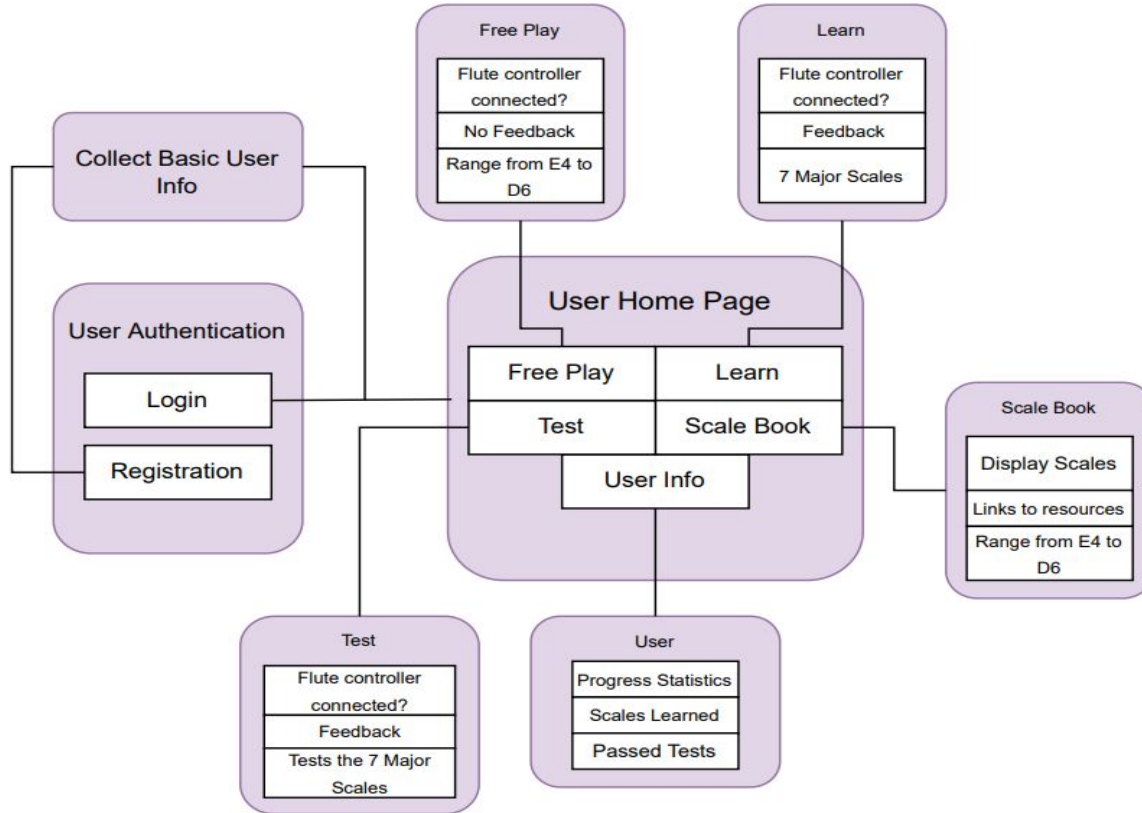 Free Play
Flute controller
connected?
No Feedback
Range from E4 to
D6
Learn
Flute controller
connected?
Feedback
7 Major Scales
Collect Basic User
Info
User Authentication
Login
Registration
User Home Page
Free Play
Learn
Test
Scale Book
User Info
Scale Book
Display Scales
Links to resources
Range from E4 to
D6
Test
Flute controller
connected?
Feedback
Tests the 7 Major
Scales
User
Progress Statistics
Scales Learned
Passed Tests